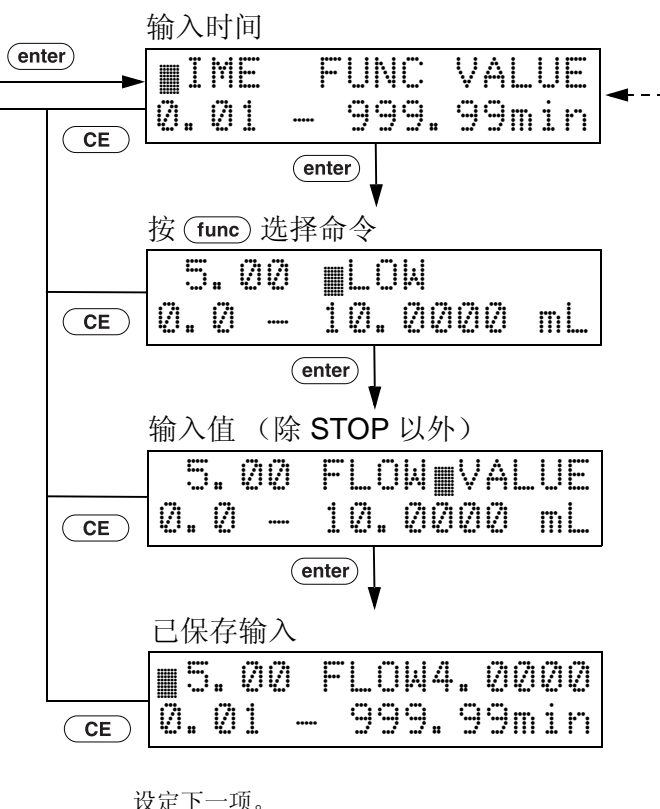 输入时间
enter
IME FUNC VALUE
0.01 – 999.99min
CE
enter
按 func 选择命令
5.00 LOW
0.0 – 10.0000 mL
CE
enter
输入值 （除 STOP 以外）
5.00 FLOW VALUE
0.0 – 10.0000 mL
CE
enter
已保存输入
5.00 FLOW4.0000
0.01 – 999.99min
CE
设定下一项。